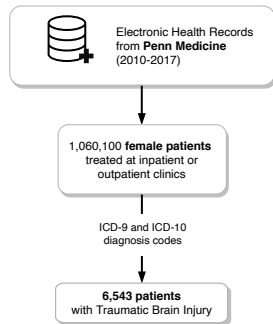 Electronic Health Records
from Penn Medicine
(2010-2017)
1,060,100 female patients
treated at inpatient or
outpatient clinics
ICD-9 and ICD-10
diagnosis codes
6,543 patients
with Traumatic Brain Injury